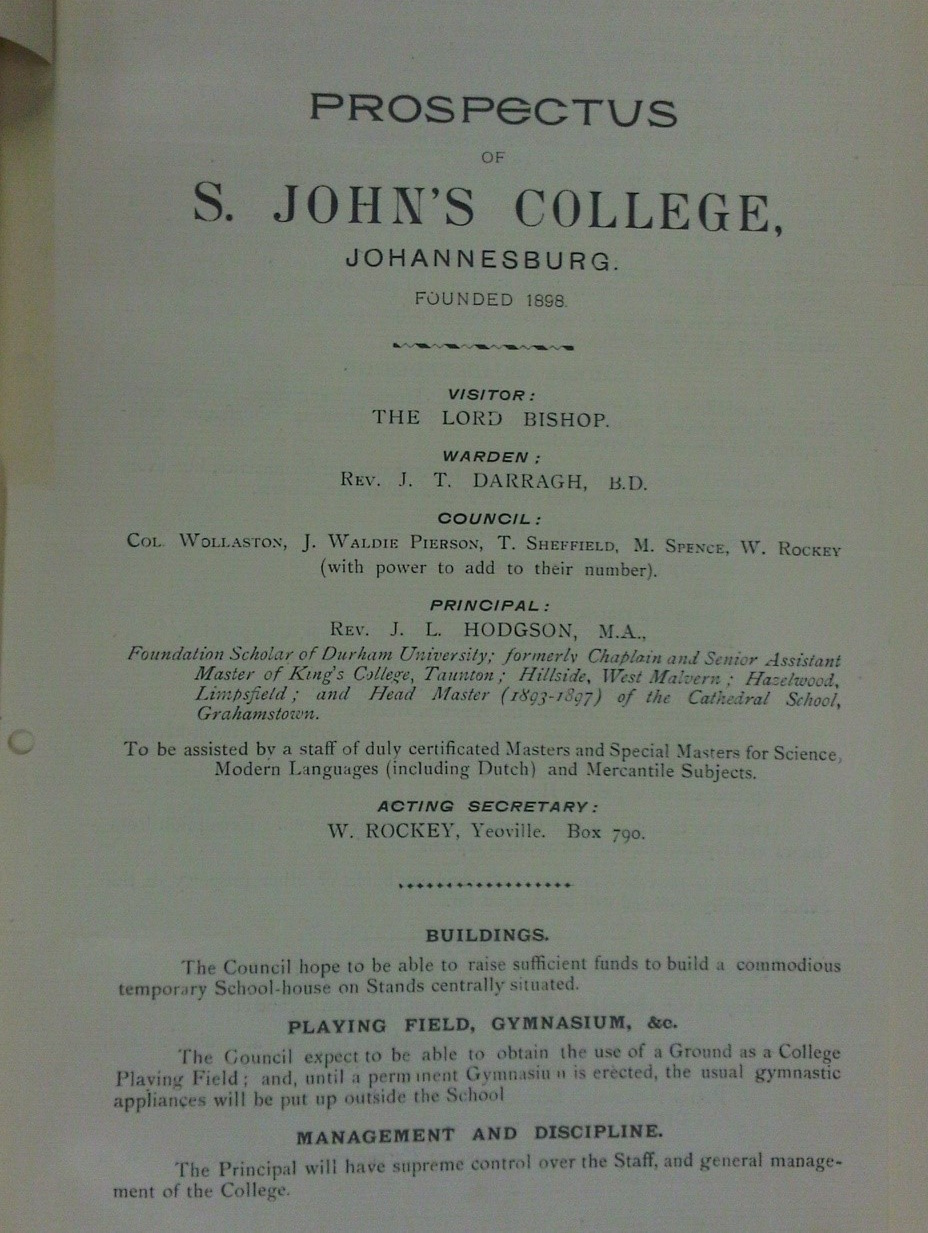 PROSPECTUS
OF
S. JOHN'S COLLEGE,
JOHANNESBURG.
FOUNDED 1898.
VISITOR:
THE LORD BISHOP.
WARDEN:
REV. J. T. DARRAGH, B.D.
COUNCIL:
COL. WOLLASTON, J. WALDIE PIERSON, T. SHEFFIELD, M. SPENCE, W. ROCKEY
(with power to add to their number).
PRINCIPAL:
REV. J. L. HODGSON, M.A.,
Foundation Scholar of Durham University; formerly Chaplain and Senior Assistant
Master of King's College, Taunton; Hillside, West Malvern; Hazelwood,
Limpsfield; and Head Master (1893-1897) of the Cathedral School,
Grahamstown.
To be assisted by a staff of duly certificated Masters and Special Masters for Science,
Modern Languages (including Dutch) and Mercantile Subjects.
ACTING SECRETARY:
W. ROCKEY, Yeoville. Box 790.
BUILDINGS.
The Council hope to be able to raise sufficient funds to build a commodious
temporary School-house on Stands centrally situated.
PLAYING FIELD, GYMNASIUM, &c.
The Council expect to be able to obtain the use of a Ground as a College
Playing Field; and, until a permanent Gymnasium is erected, the usual gymnastic
appliances will be put up outside the School
MANAGEMENT AND DISCIPLINE.
The Principal will have supreme control over the Staff, and general manage-
ment of the College.